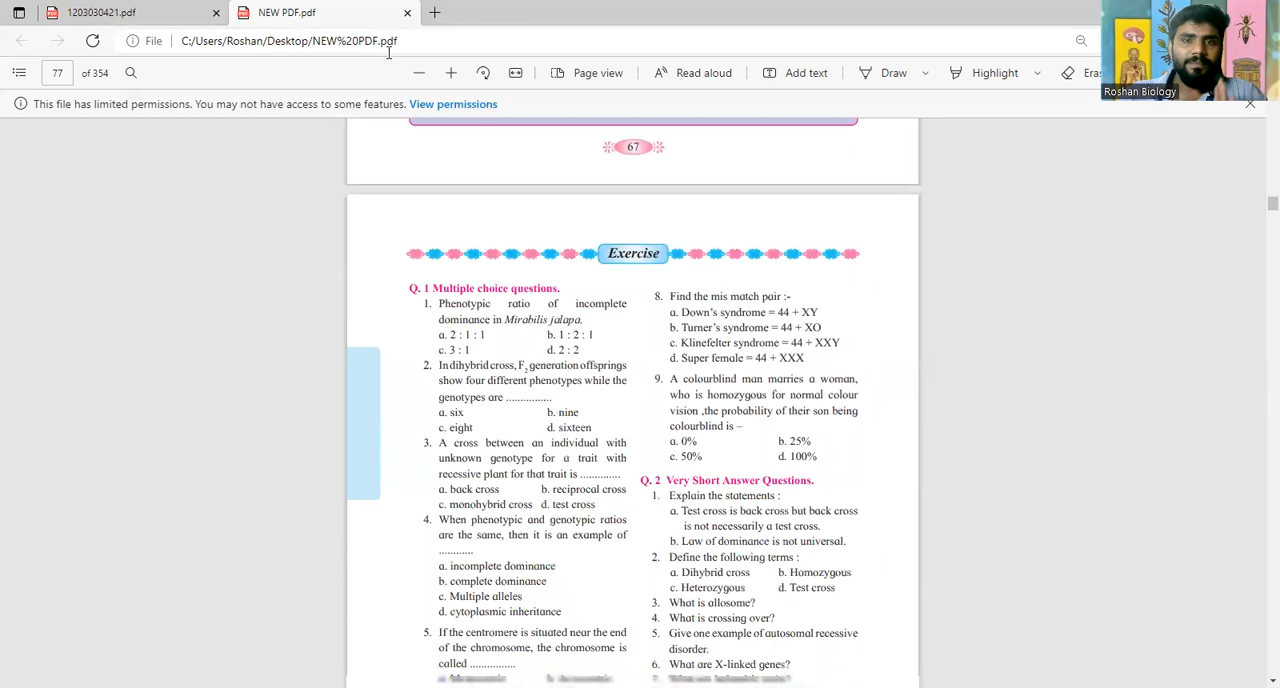 1203030421.pdf
NEW PDF.pdf
File
C:/Users/Roshan/Desktop/NEW%20PDF.pdf
77
of 354
Page view
Read aloud
Add text
Draw
Highlight
This file has limited permissions. You may not have access to some features. View permissions
Roshan Biology
67
Exercise
Q. 1 Multiple choice questions.
1. Phenotypic ratio of incomplete
dominance in Mirabilis jalapa.
a. 2 : 1 : 1 b. 1 : 2 : 1
c. 3 : 1 d. 2 : 2
2. In dihybrid cross, F2 generation offsprings
show four different phenotypes while the
genotypes are ................
a. six b. nine
c. eight d. sixteen
3. A cross between an individual with
unknown genotype for a trait with
recessive plant for that trait is ..............
a. back cross b. reciprocal cross
c. monohybrid cross d. test cross
4. When phenotypic and genotypic ratios
are the same, then it is an example of
............
a. incomplete dominance
b. complete dominance
c. Multiple alleles
d. cytoplasmic inheritance
5. If the centromere is situated near the end
of the chromosome, the chromosome is
called ................
8. Find the mis match pair :-
a. Down's syndrome = 44 + XY
b. Turner's syndrome = 44 + XO
c. Klinefelter syndrome = 44 + XXY
d. Super female = 44 + XXX
9. A colourblind man marries a woman,
who is homozygous for normal colour
vision ,the probability of their son being
colourblind is –
a. 0% b. 25%
c. 50% d. 100%
Q. 2 Very Short Answer Questions.
1. Explain the statements :
a. Test cross is back cross but back cross
is not necessarily a test cross.
b. Law of dominance is not universal.
2. Define the following terms :
a. Dihybrid cross b. Homozygous
c. Heterozygous d. Test cross
3. What is allosome?
4. What is crossing over?
5. Give one example of autosomal recessive
disorder.
6. What are X-linked genes?